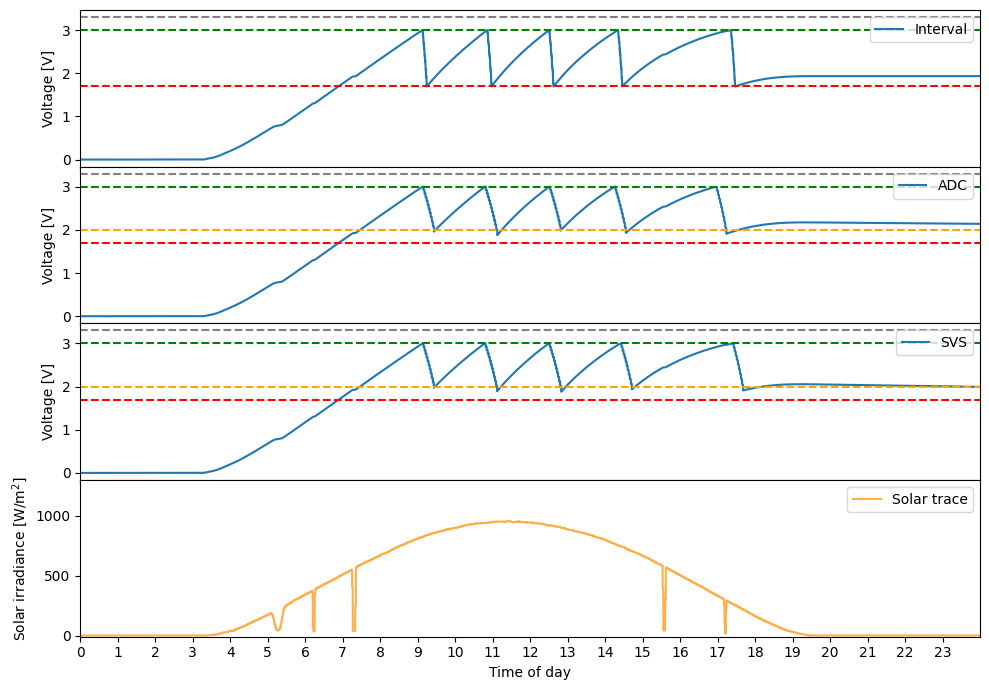 Voltage [V]
3
2
1
0
Interval
Voltage [V]
3
2
1
0
ADC
Voltage [V]
3
2
1
0
SVS
Solar irradiance [W/m²]
1000
500
0
Solar trace
0 1 2 3 4 5 6 7 8 9 10 11 12 13 14 15 16 17 18 19 20 21 22 23
Time of day